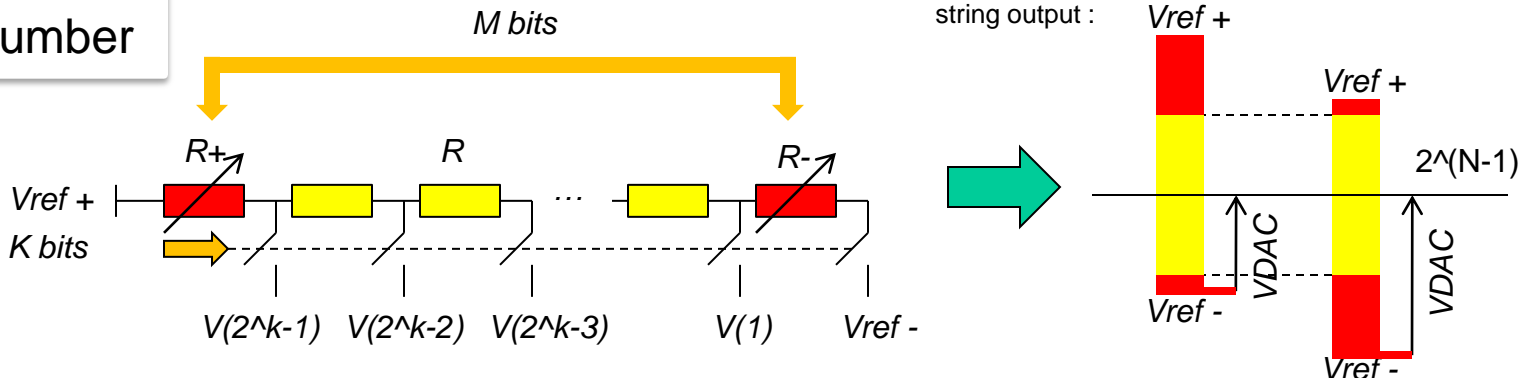 umber
M bits
string output :
Vref +
Vref +
R+
R
R-
2^(N-1)
Vref +
...
K bits
VDAC
VDAC
V(2^k-1) V(2^k-2) V(2^k-3) V(1) Vref -
Vref -
Vref -